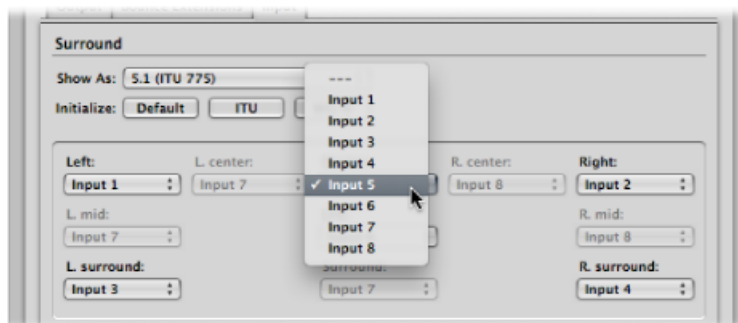 Surround
Show As: 5.1 (ITU 775)
Initialize: Default ITU
---
Input 1
Input 2
Input 3
Input 4
✓ Input 5
Input 6
Input 7
Input 8
Left: L. center: R. center: Right:
Input 1 Input 7 Input 8 Input 2
L. mid: R. mid:
Input 7 Input 8
L. surround: Surround: R. surround:
Input 3 Input 7 Input 4